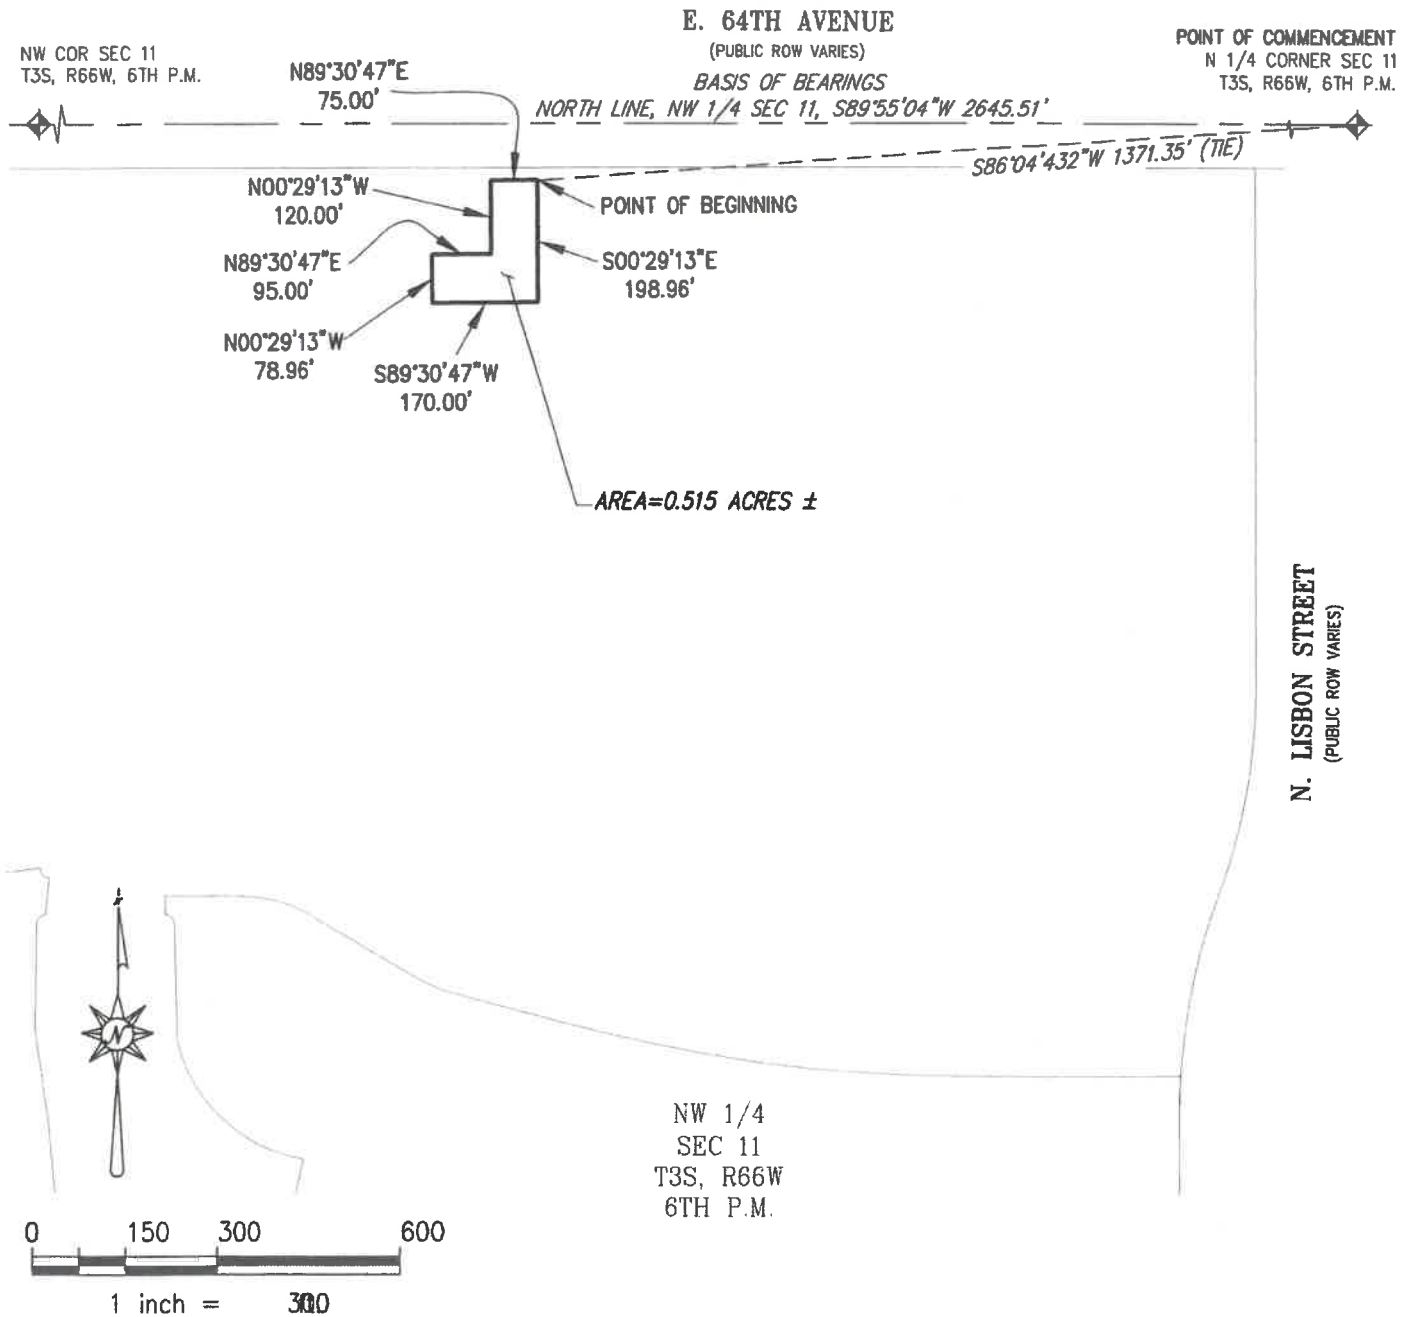 E. 64TH AVENUE
(PUBLIC ROW VARIES)
BASIS OF BEARINGS
NORTH LINE, NW 1/4 SEC 11, S89°55'04"W 2645.51'
NW COR SEC 11
T3S, R66W, 6TH P.M.
POINT OF COMMENCEMENT
N 1/4 CORNER SEC 11
T3S, R66W, 6TH P.M.
N89°30'47"E
75.00'
S86°04'432"W 1371.35' (TIE)
N00°29'13"W
120.00'
POINT OF BEGINNING
N89°30'47"E
95.00'
S00°29'13"E
198.96'
N00°29'13"W
78.96'
S89°30'47"W
170.00'
AREA=0.515 ACRES ±
N. LISBON STREET
(PUBLIC ROW VARIES)
N
NW 1/4
SEC 11
T3S, R66W
6TH P.M.
0 150 300 600
1 inch =